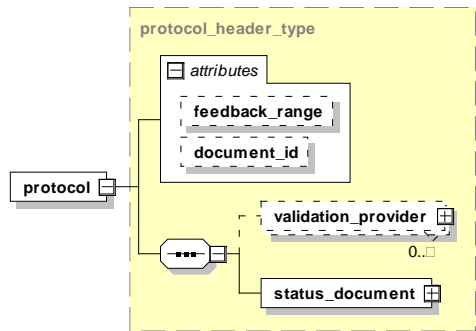 protocol_header_type
attributes
feedback_range
document_id
protocol
validation_provider
0..□
status_document